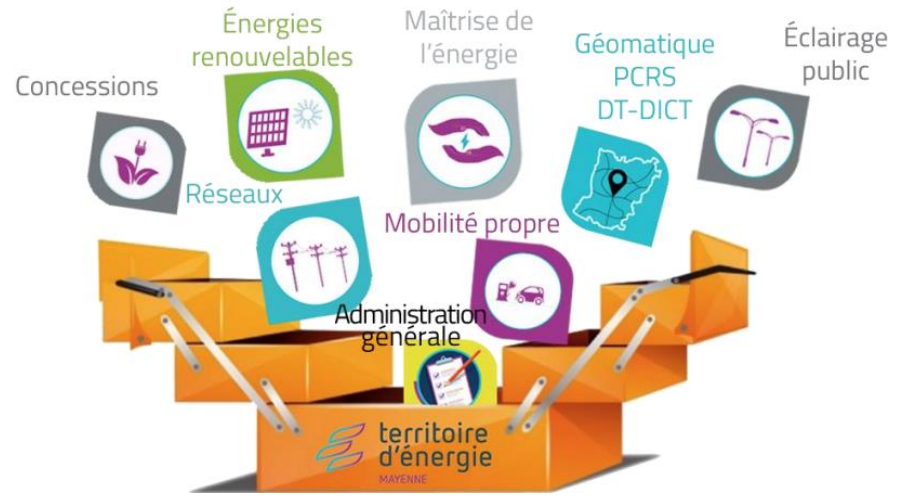 Concessions
Énergies
renouvelables
Maîtrise de
l'énergie
Géomatique
PCRS
DT-DICT
Éclairage
public
Réseaux
Mobilité propre
Administration
générale
territoire
d'énergie
MAYENNE